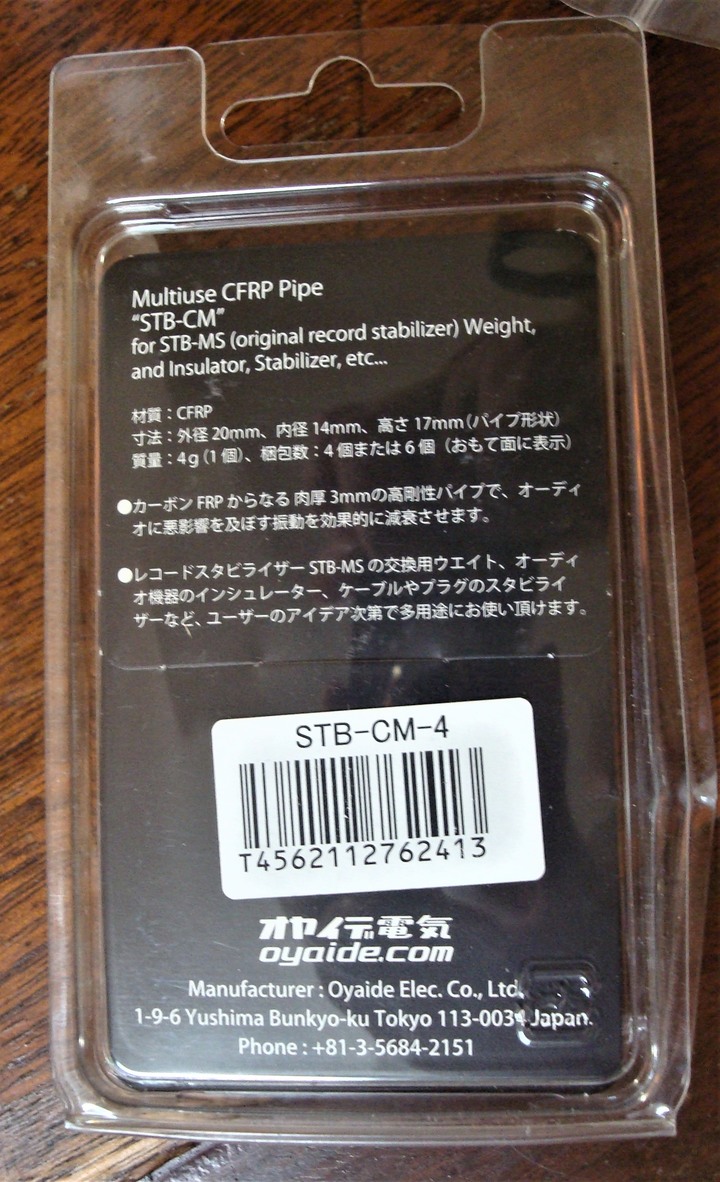 Multiuse CFRP Pipe
“STB-CM”
for STB-MS (original record stabilizer) Weight,
and Insulator, Stabilizer, etc...
材質：CFRP
寸法：外径 20mm、内径 14mm、高さ 17mm（パイプ形状）
質量：4g（1個）、梱包数：4個または6個（おもて面に表示）
●カーボン FRP からなる 肉厚 3mmの高剛性パイプで、オーディ
オに悪影響を及ぼす振動を効果的に減衰させます。
●レコードスタビライザー STB-MS の交換用ウエイト、オーディ
オ機器のインシュレーター、ケーブルやプラグのスタビライ
ザーなど、ユーザーのアイデア次第で多用途にお使い頂けます。
STB-CM-4
T4562112762413
オヤイデ電気
oyaide.com
Manufacturer : Oyaide Elec. Co., Ltd.
1-9-6 Yushima Bunkyo-ku Tokyo 113-0034 Japan.
Phone : +81-3-5684-2151